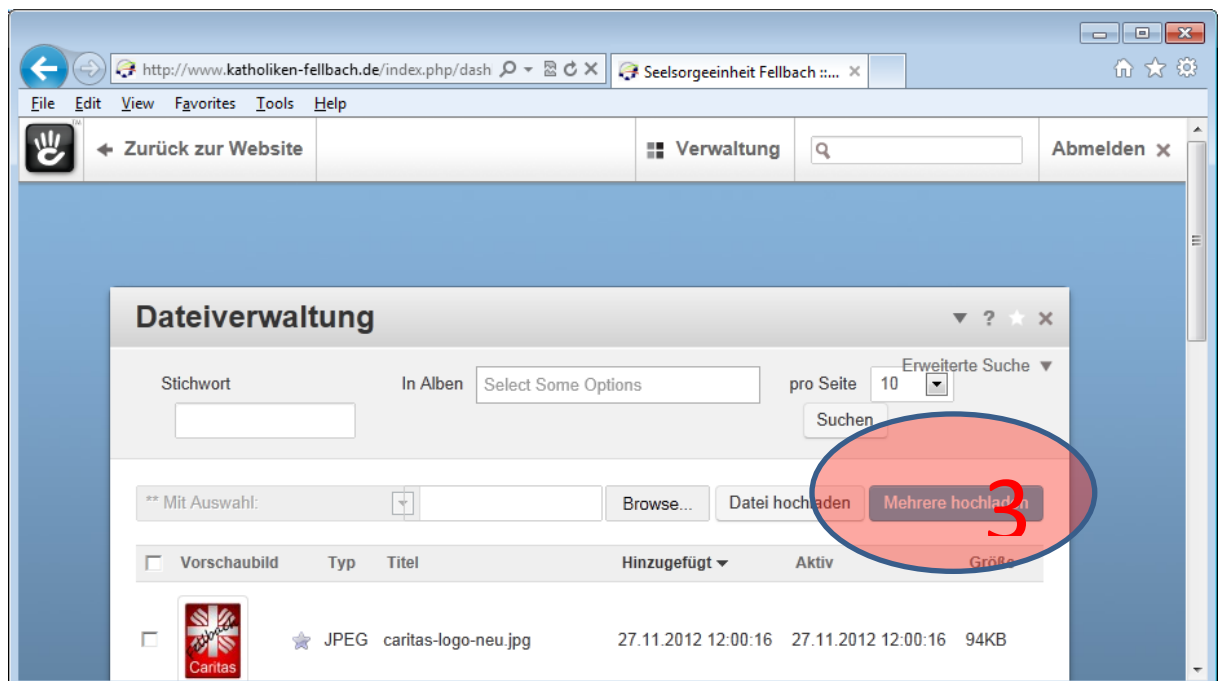 http://www.katholiken-fellbach.de/index.php/dash
Seelsorgeeinheit Fellbach ::...
File Edit View Favorites Tools Help
TM
Zurück zur Website Verwaltung Abmelden
Dateiverwaltung
?
Erweiterte Suche
Stichwort In Alben Select Some Options pro Seite 10
Suchen
** Mit Auswahl: Browse... Datei hochladen Mehrere hochladen
3
Vorschaubild Typ Titel Hinzugefügt Aktiv Größe
Fellbach
Caritas
JPEG caritas-logo-neu.jpg 27.11.2012 12:00:16 27.11.2012 12:00:16 94KB